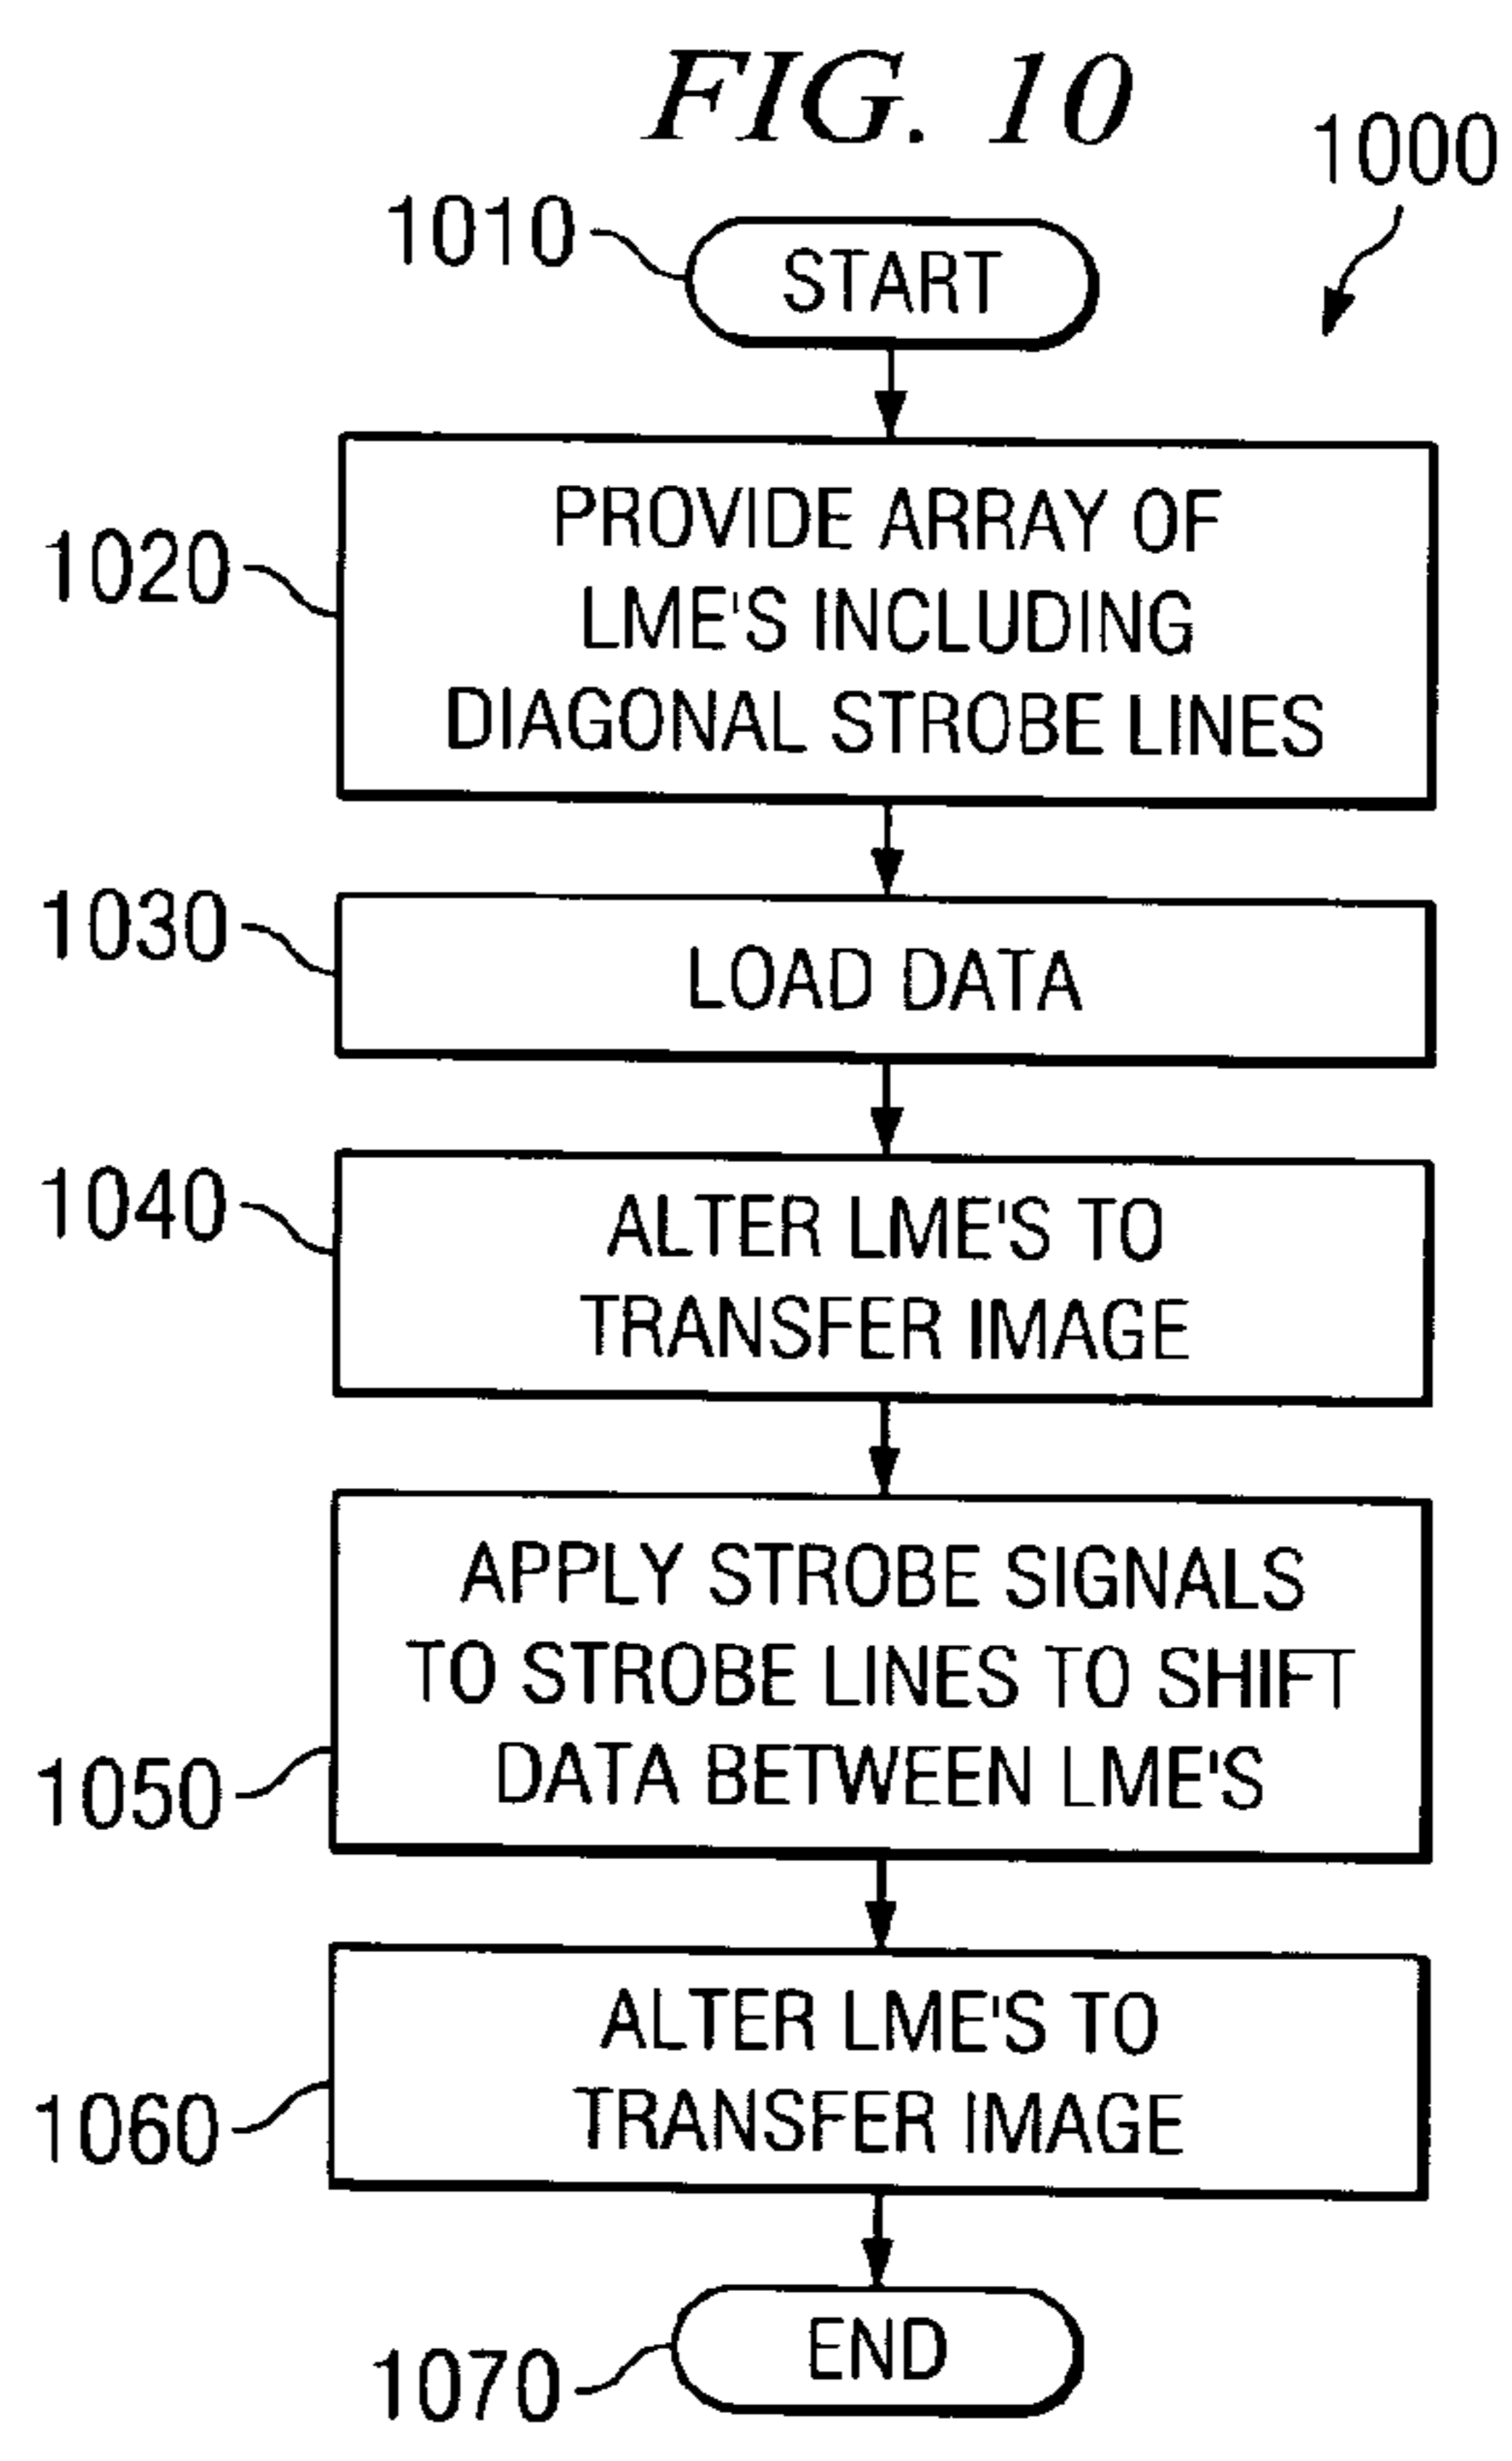 FIG. 10
1000
1010
START
1020
PROVIDE ARRAY OF
LME'S INCLUDING
DIAGONAL STROBE LINES
1030
LOAD DATA
1040
ALTER LME'S TO
TRANSFER IMAGE
1050
APPLY STROBE SIGNALS
TO STROBE LINES TO SHIFT
DATA BETWEEN LME'S
1060
ALTER LME'S TO
TRANSFER IMAGE
1070
END